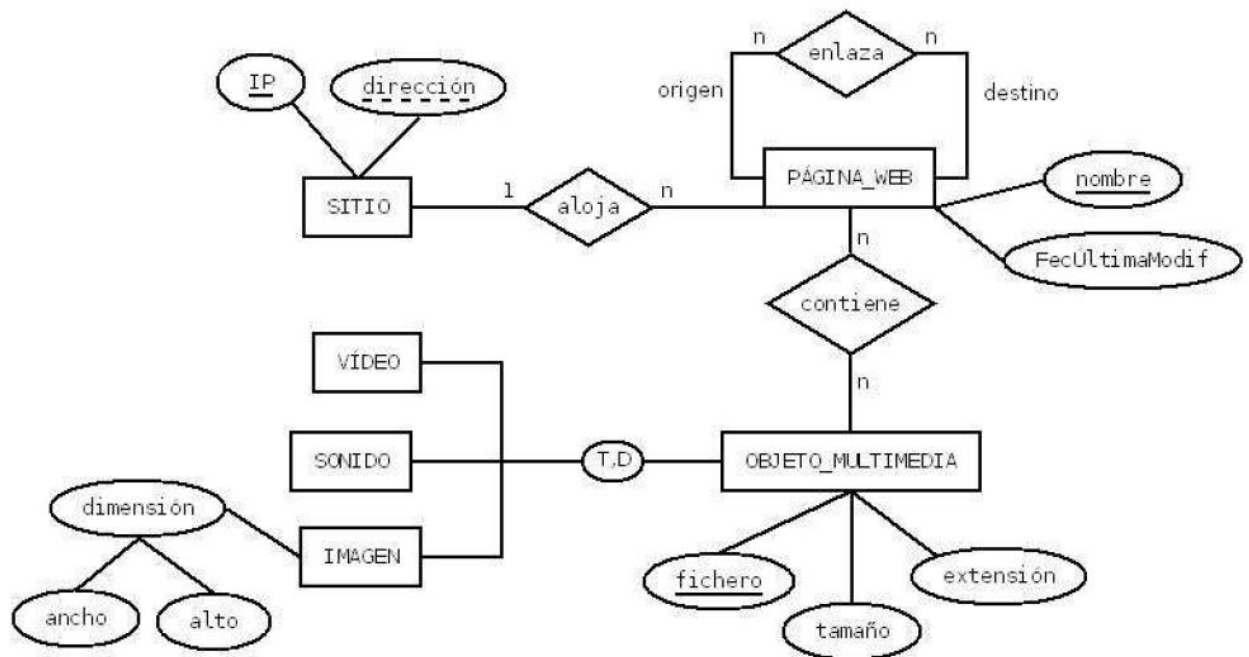 n
enlaza
n
IP
dirección
origen
destino
PÁGINA_WEB
nombre
SITIO
1
aloja
n
n
FecÚltimaModif
contiene
VÍDEO
n
SONIDO
T,D
OBJETO_MULTIMEDIA
dimensión
IMAGEN
fichero
extensión
ancho
alto
tamaño